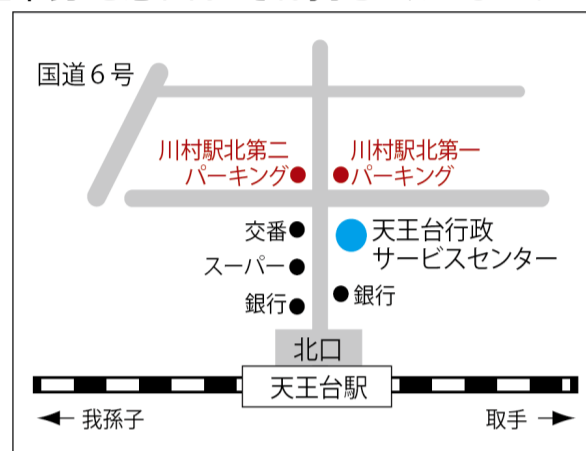 国道６号
川村駅北第二
パーキング
川村駅北第一
パーキング
交番
天王台行政
サービスセンター
スーパー
銀行
銀行
北口
天王台駅
我孫子
取手